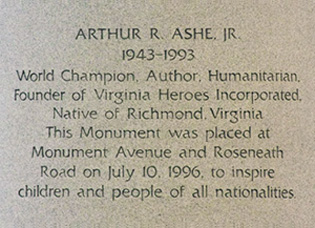 ARTHUR R. ASHE, JR.
1943-1993
World Champion, Author, Humanitarian,
Founder of Virginia Heroes Incorporated,
Native of Richmond, Virginia
This Monument was placed at
Monument Avenue and Roseneath
Road on July 10, 1996, to inspire
children and people of all nationalities.